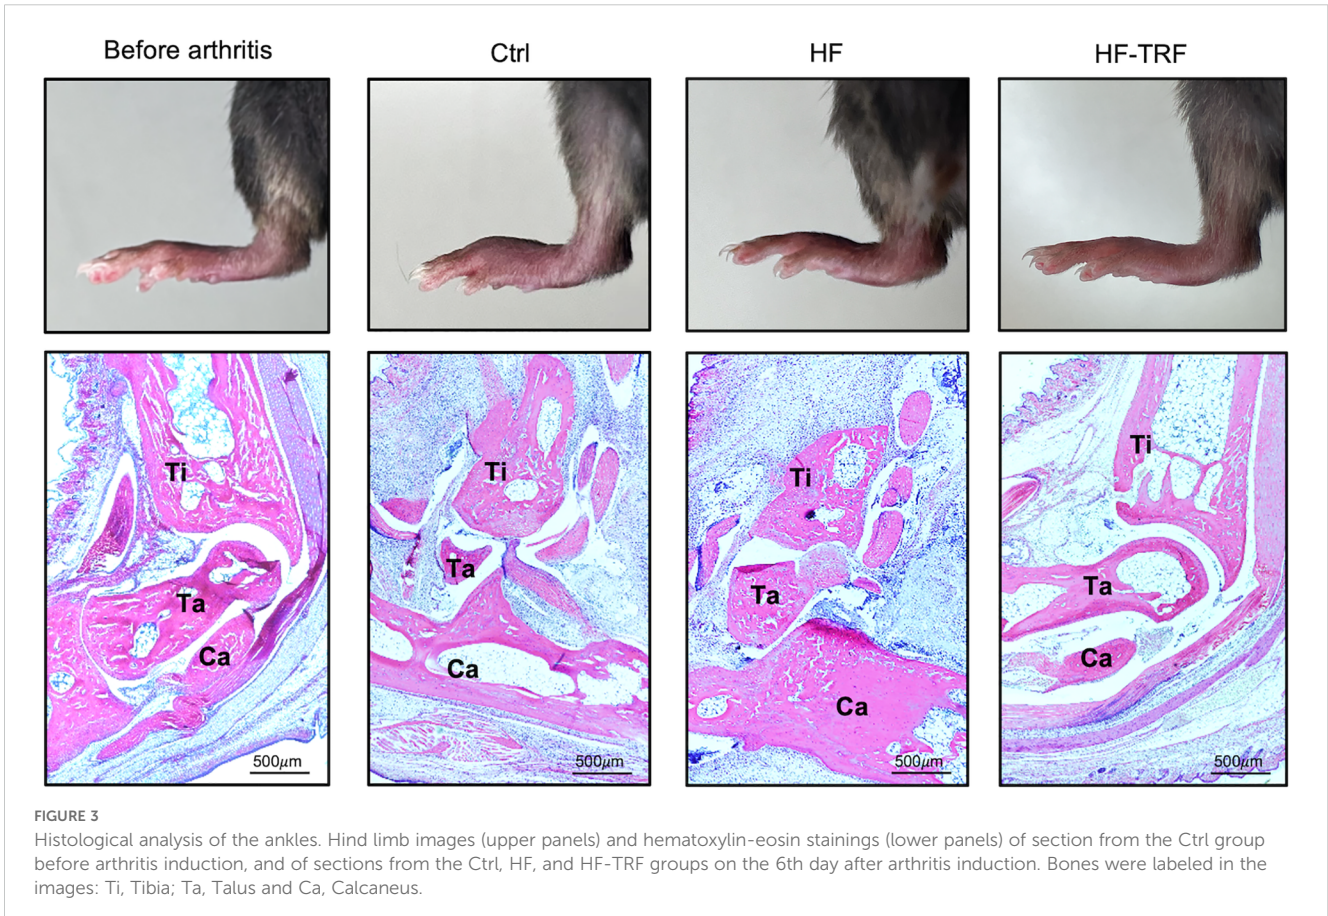 Before arthritis
Ctrl
HF
HF-TRF
Ti
Ta
Ca
500μm
Ti
Ta
Ca
500μm
Ti
Ta
Ca
500μm
Ti
Ta
Ca
500μm
FIGURE 3
Histological analysis of the ankles. Hind limb images (upper panels) and hematoxylin-eosin stainings (lower panels) of section from the Ctrl group
before arthritis induction, and of sections from the Ctrl, HF, and HF-TRF groups on the 6th day after arthritis induction. Bones were labeled in the
images: Ti, Tibia; Ta, Talus and Ca, Calcaneus.